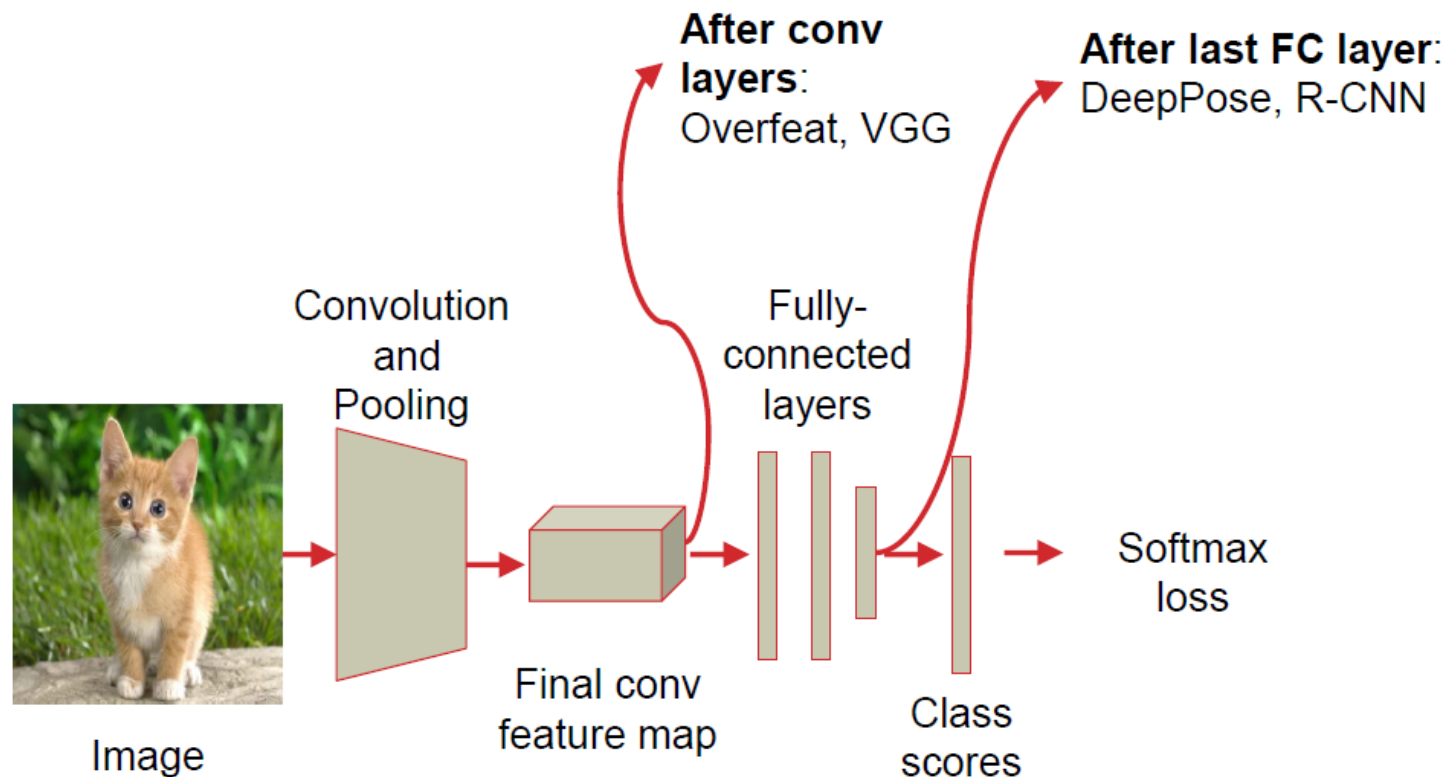 After conv
layers:
Overfeat, VGG
After last FC layer:
DeepPose, R-CNN
Convolution
and
Pooling
Fully-
connected
layers
Softmax
loss
Final conv
feature map
Class
scores
Image